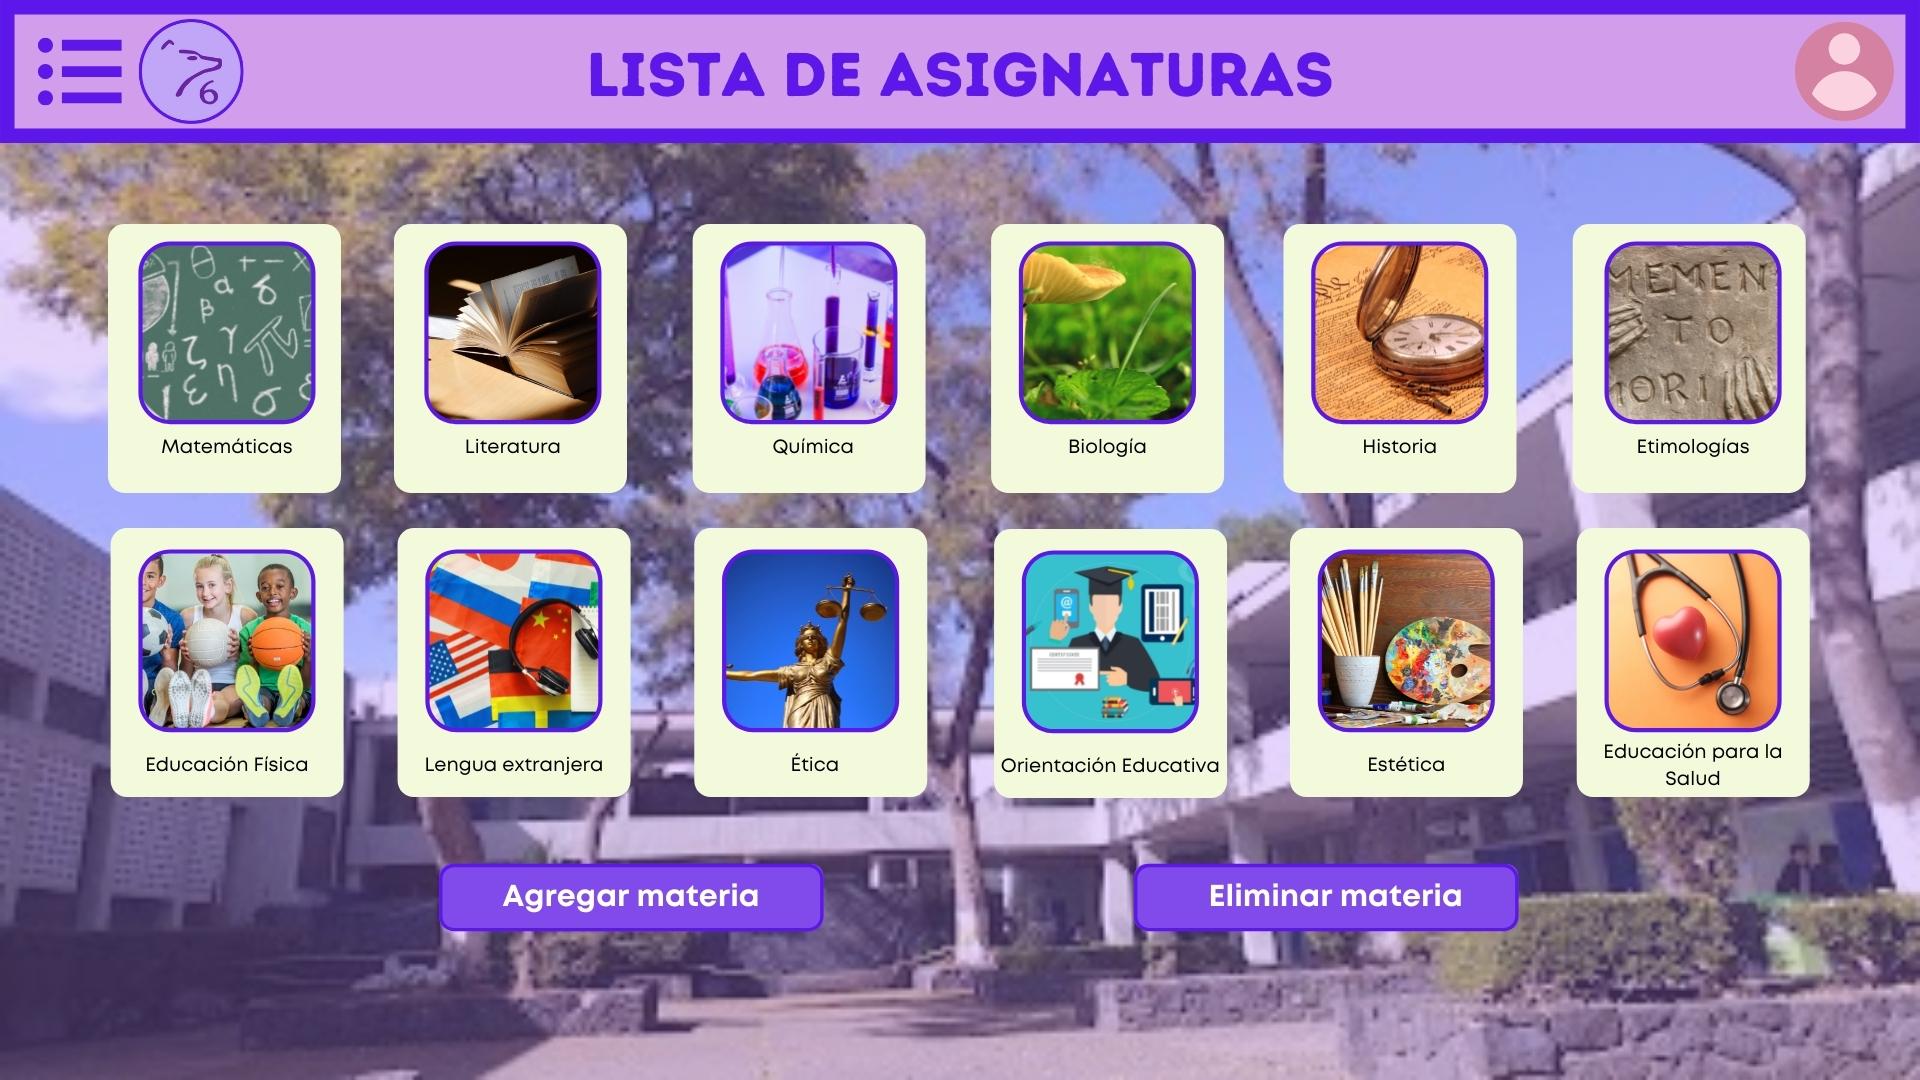 6
LISTA DE ASIGNATURAS
α
β
δ
γ
π
ζ
ε
η
σ
MEMEN
TO
MORI
Matemáticas
Literatura
Química
Biología
Historia
Etimologías
@
Educación Física
Lengua extranjera
Ética
Orientación Educativa
Estética
Educación para la
Salud
Agregar materia
Eliminar materia